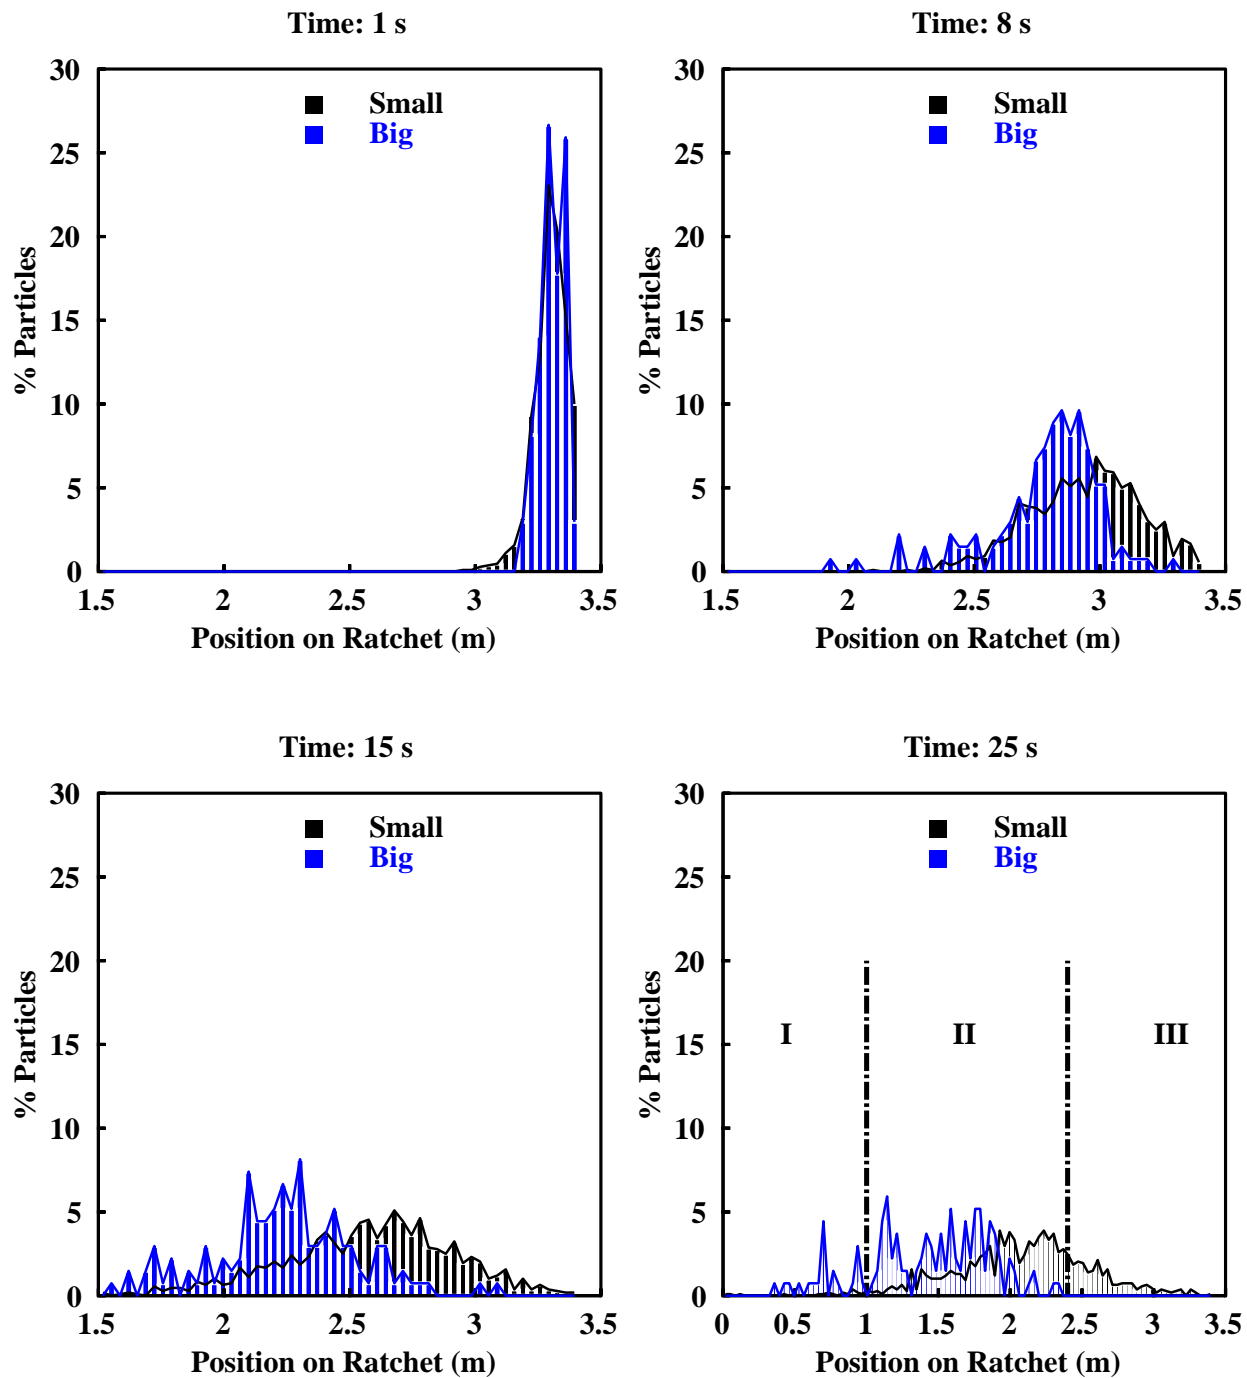 Time: 1 s
30
25
20
15
10
5
0
% Particles
Small
Big
1.5 2 2.5 3 3.5
Position on Ratchet (m)
Time: 8 s
30
25
20
15
10
5
0
% Particles
Small
Big
1.5 2 2.5 3 3.5
Position on Ratchet (m)
Time: 15 s
30
25
20
15
10
5
0
% Particles
Small
Big
1.5 2 2.5 3 3.5
Position on Ratchet (m)
Time: 25 s
30
25
20
15
10
5
0
% Particles
Small
Big
I II III
0 0.5 1 1.5 2 2.5 3 3.5
Position on Ratchet (m)